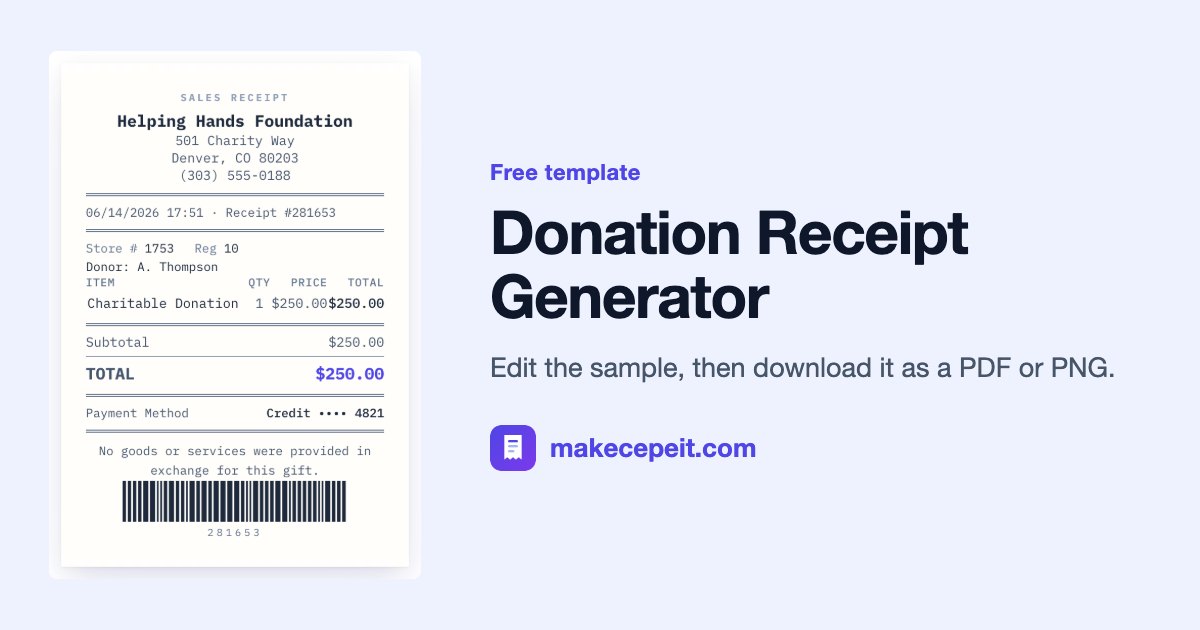 SALES RECEIPT
Helping Hands Foundation
501 Charity Way
Denver, CO 80203
(303) 555-0188
06/14/2026 17:51 · Receipt #281653
Store # 1753 Reg 10
Donor: A. Thompson
ITEM QTY PRICE TOTAL
Charitable Donation 1 $250.00 $250.00
Subtotal $250.00
TOTAL $250.00
Payment Method Credit •••• 4821
No goods or services were provided in
exchange for this gift.
281653
Free template
Donation Receipt
Generator
Edit the sample, then download it as a PDF or PNG.
makecepeit.com